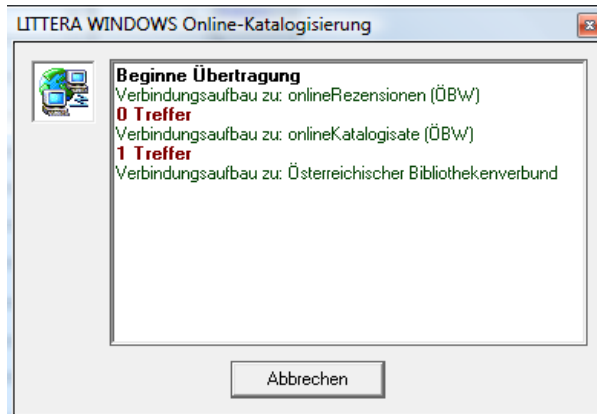 LITTERA WINDOWS Online-Katalogisierung
Beginne Übertragung
Verbindungsaufbau zu: onlineRezensionen (ÖBW)
0 Treffer
Verbindungsaufbau zu: onlineKatalogisate (ÖBW)
1 Treffer
Verbindungsaufbau zu: Österreichischer Bibliothekenverbund
Abbrechen